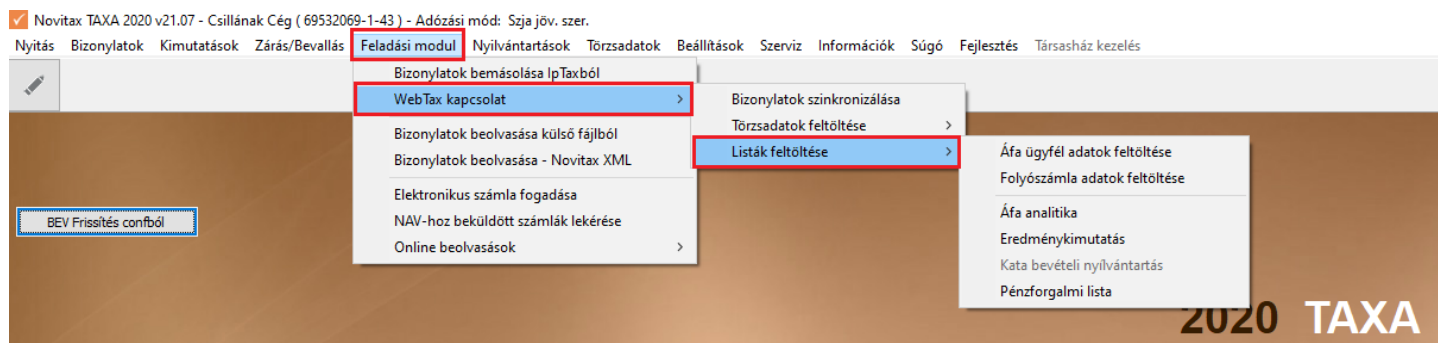 Novitax TAXA 2020 v21.07 - Csillának Cég ( 69532069-1-43 ) - Adózási mód: Szja jöv. szer.
Nyitás Bizonylatok Kimutatások Zárás/Bevallás Feladási modul Nyilvántartások Törzsadatok Beállítások Szerviz Információk Súgó Fejlesztés Társasház kezelés
Bizonylatok bemásolása IpTaxból
WebTax kapcsolat
Bizonylatok beolvasása külső fájlból
Bizonylatok beolvasása - Novitax XML
Elektronikus számla fogadása
NAV-hoz beküldött számlák lekérése
Online beolvasások
Bizonylatok szinkronizálása
Törzsadatok feltöltése
Listák feltöltése
Áfa ügyfél adatok feltöltése
Folyószámla adatok feltöltése
Áfa analitika
Eredménykimutatás
Kata bevételi nyílvántartás
Pénzforgalmi lista
BEV Frissítés confból
2020 TAXA